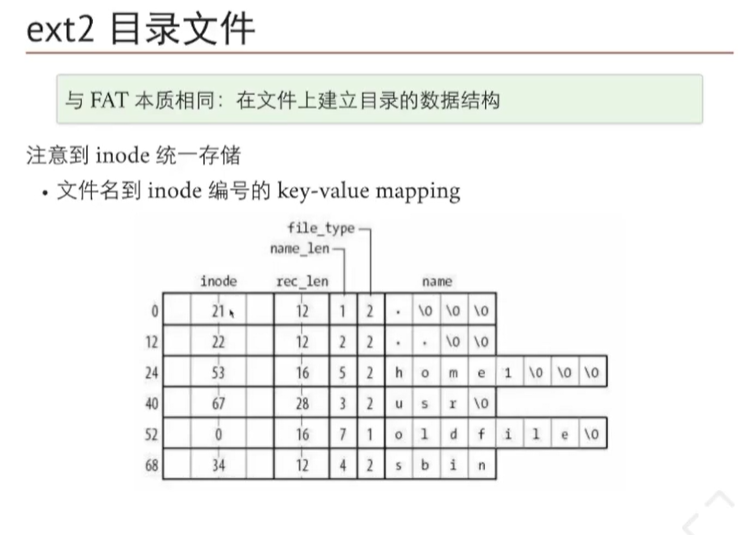 ext2 目录文件
与 FAT 本质相同：在文件上建立目录的数据结构
注意到 inode 统一存储
• 文件名到 inode 编号的 key-value mapping
file_type
name_len
inode rec_len name
0 21 12 1 2 . \0 \0 \0
12 22 12 2 2 . . \0 \0
24 53 16 5 2 h o m e 1 \0 \0 \0
40 67 28 3 2 u s r \0
52 0 16 7 1 o l d f i l e \0
68 34 12 4 2 s b i n